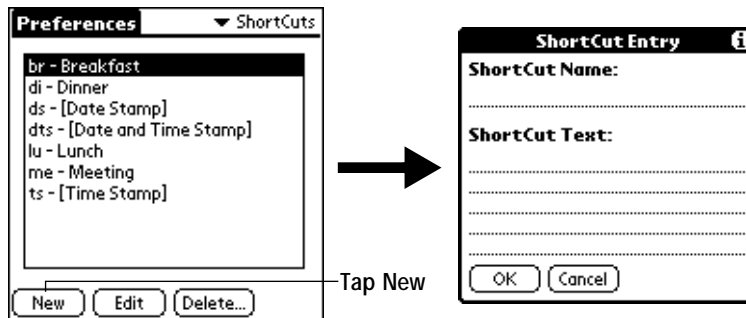 Preferences ▼ ShortCuts
br - Breakfast
di - Dinner
ds - [Date Stamp]
dts - [Date and Time Stamp]
lu - Lunch
me - Meeting
ts - [Time Stamp]
New Edit Delete...
Tap New
ShortCut Entry i
ShortCut Name:
ShortCut Text:
OK Cancel